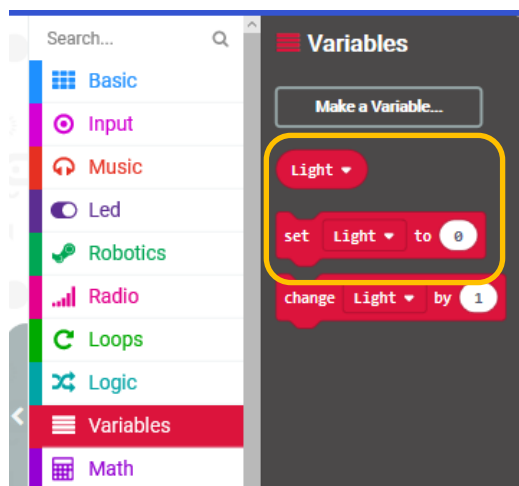 Search...
Basic
Input
Music
Led
Robotics
Radio
Loops
Logic
Variables
Math
Variables
Make a Variable...
Light
set Light to 0
change Light by 1